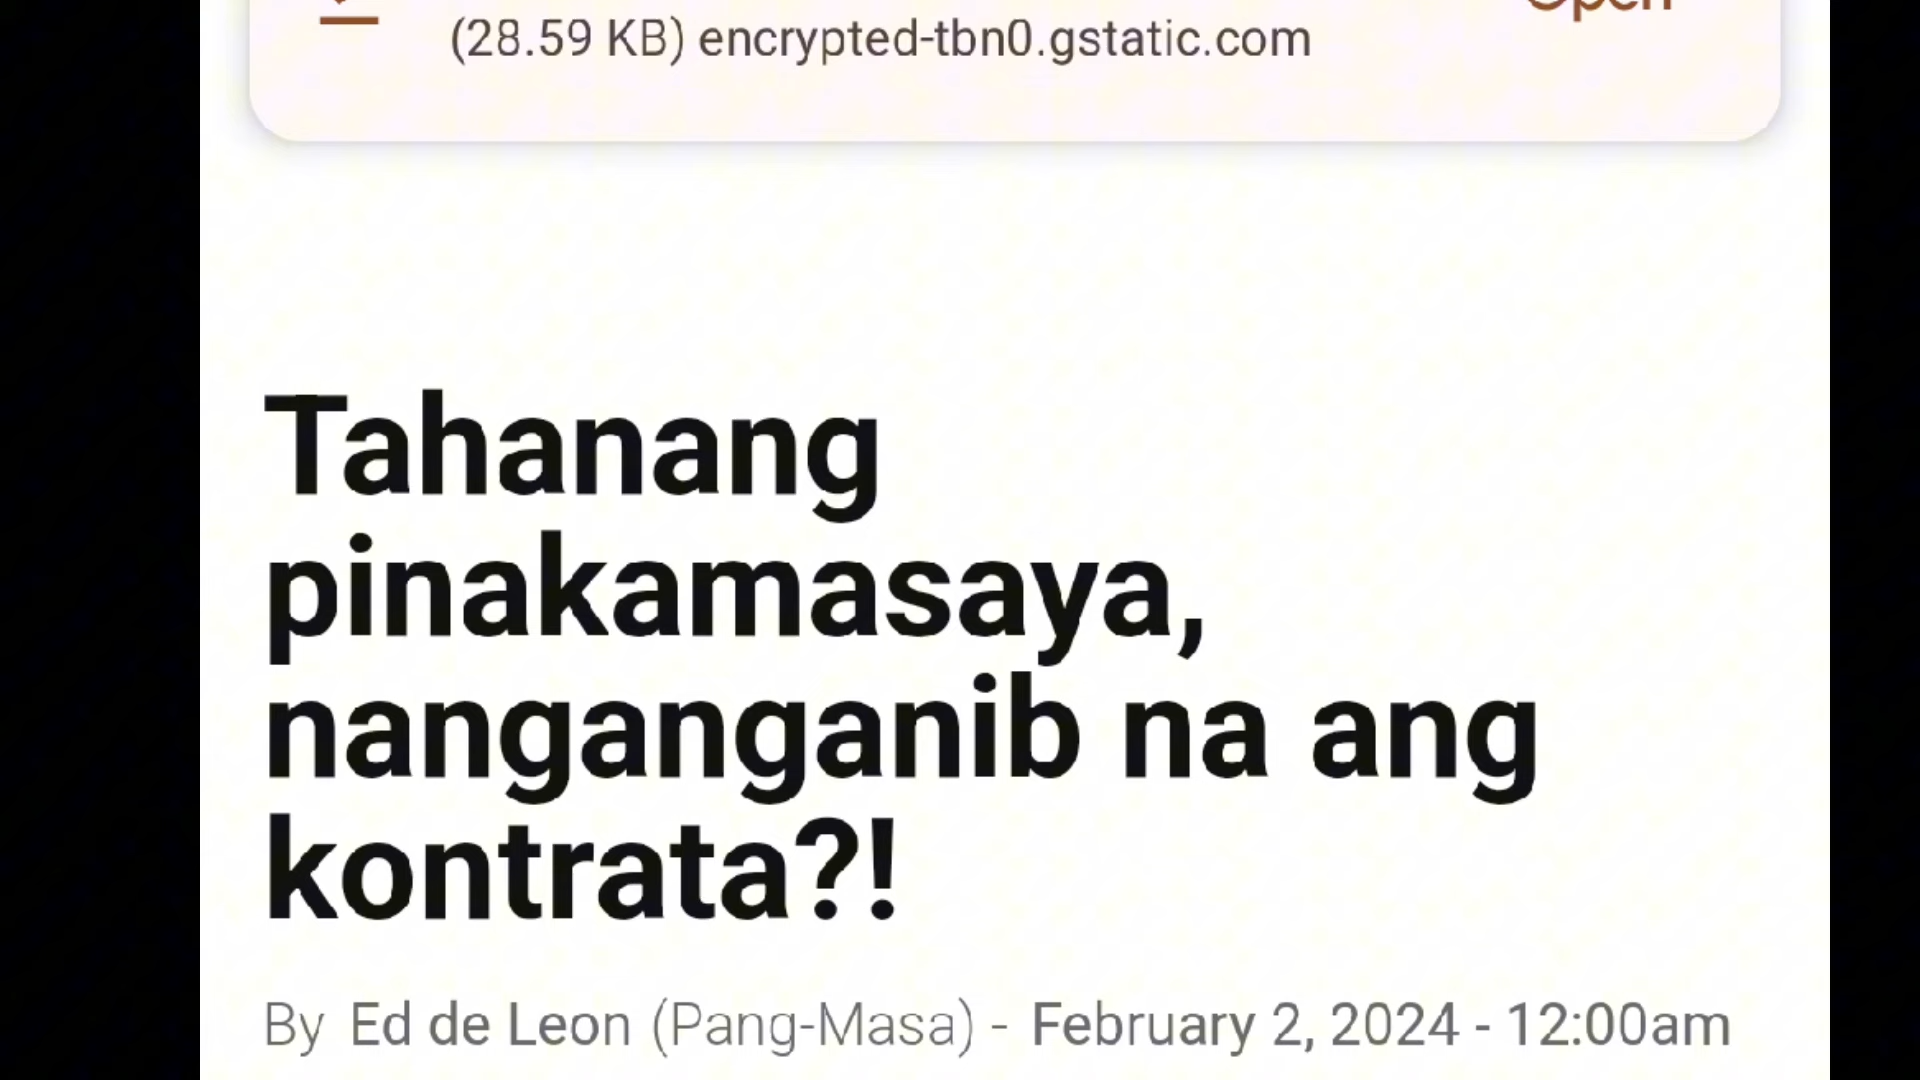 Open
(28.59 KB) encrypted-tbn0.gstatic.com
Tahanang
pinakamasaya,
nanganganib na ang
kontrata?!
By Ed de Leon (Pang-Masa) - February 2, 2024 - 12:00am